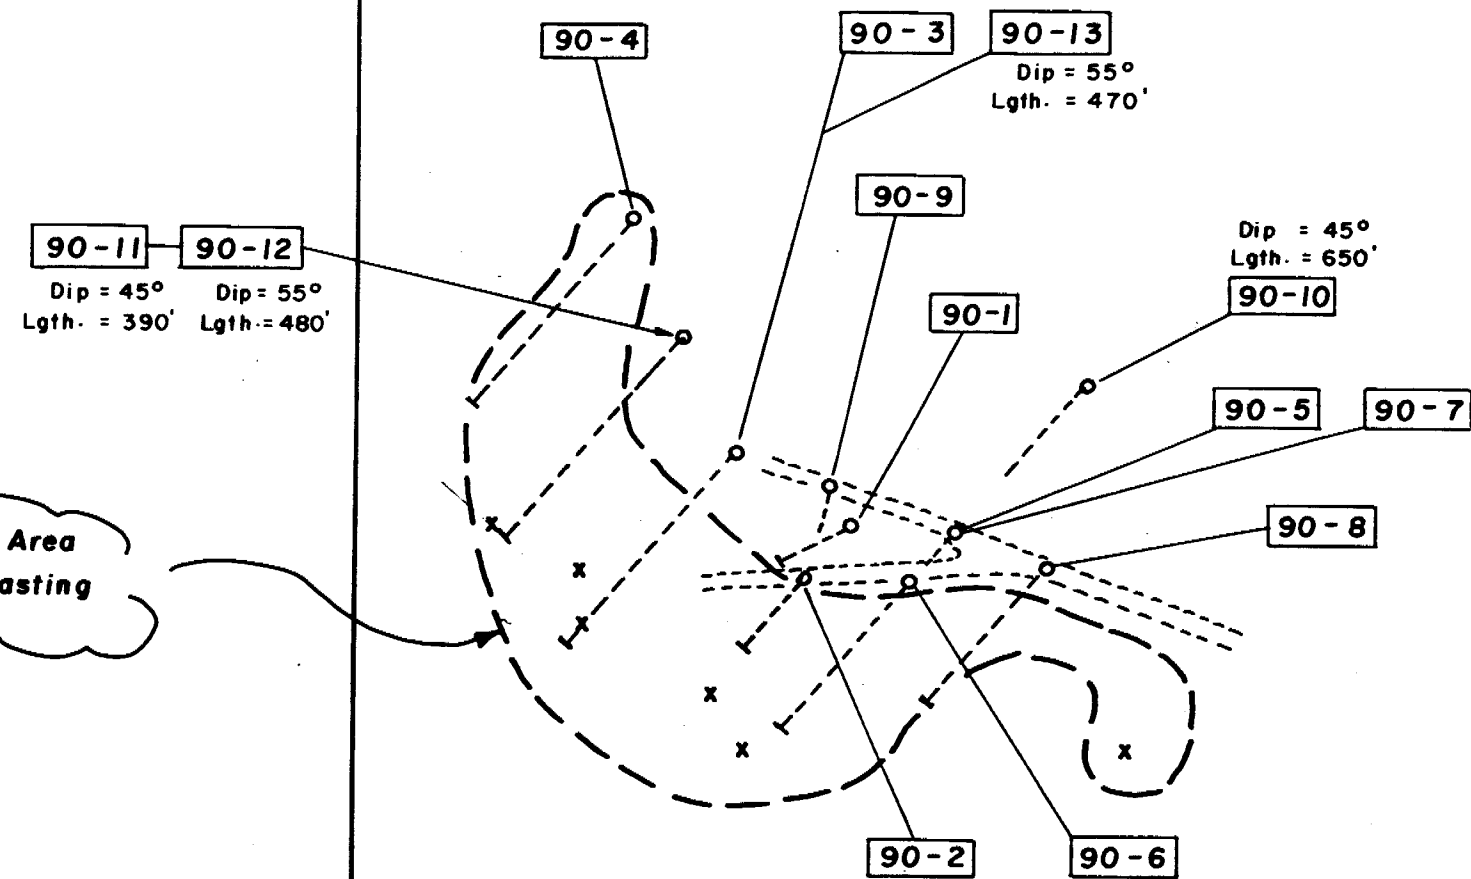 90-4
90-3
90-13
Dip = 55°
Lgth. = 470'
90-9
90-11
90-12
Dip = 45°
Lgth. = 390'
Dip = 55°
Lgth. = 480'
Dip = 45°
Lgth. = 650'
90-10
90-1
90-5
90-7
90-8
Area
asting
x
x
x
x
x
x
90-2
90-6